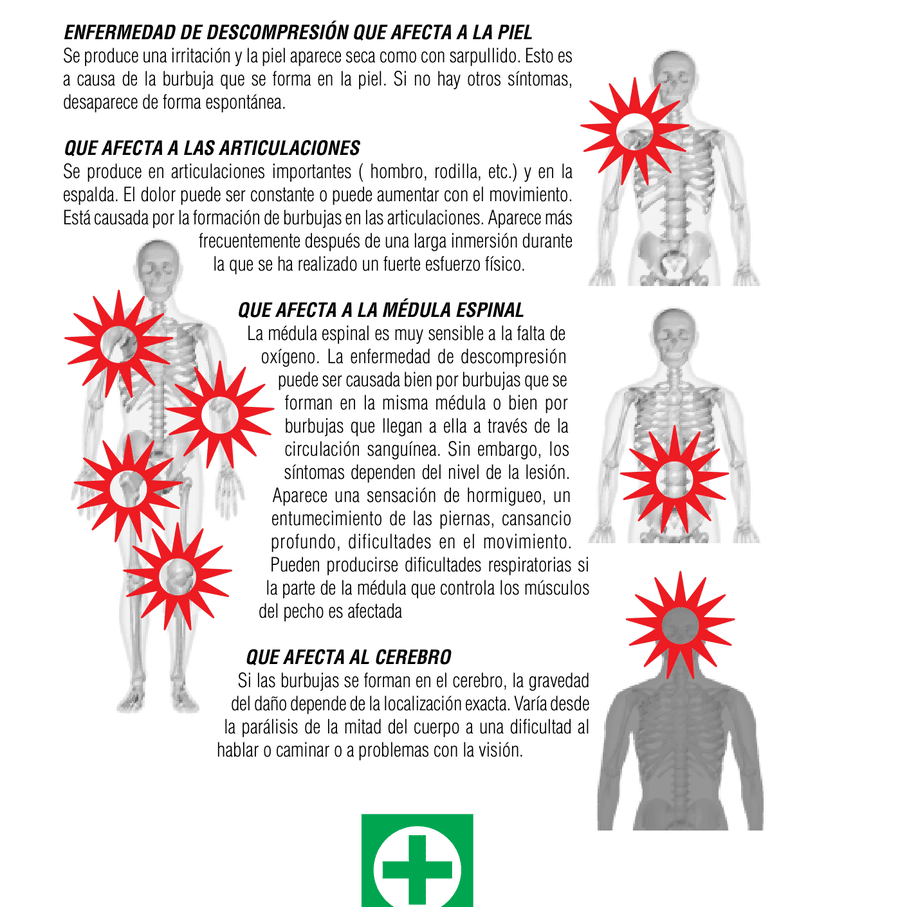 ENFERMEDAD DE DESCOMPRESIÓN QUE AFECTA A LA PIEL
Se produce una irritación y la piel aparece seca como con sarpullido. Esto es
a causa de la burbuja que se forma en la piel. Si no hay otros síntomas,
desaparece de forma espontánea.
QUE AFECTA A LAS ARTICULACIONES
Se produce en articulaciones importantes ( hombro, rodilla, etc.) y en la
espalda. El dolor puede ser constante o puede aumentar con el movimiento.
Está causada por la formación de burbujas en las articulaciones. Aparece más
frecuentemente después de una larga inmersión durante
la que se ha realizado un fuerte esfuerzo físico.
QUE AFECTA A LA MÉDULA ESPINAL
La médula espinal es muy sensible a la falta de
oxígeno. La enfermedad de descompresión
puede ser causada bien por burbujas que se
forman en la misma médula o bien por
burbujas que llegan a ella a través de la
circulación sanguínea. Sin embargo, los
síntomas dependen del nivel de la lesión.
Aparece una sensación de hormigueo, un
entumecimiento de las piernas, cansancio
profundo, dificultades en el movimiento.
Pueden producirse dificultades respiratorias si
la parte de la médula que controla los músculos
del pecho es afectada
QUE AFECTA AL CEREBRO
Si las burbujas se forman en el cerebro, la gravedad
del daño depende de la localización exacta. Varía desde
la parálisis de la mitad del cuerpo a una dificultad al
hablar o caminar o a problemas con la visión.